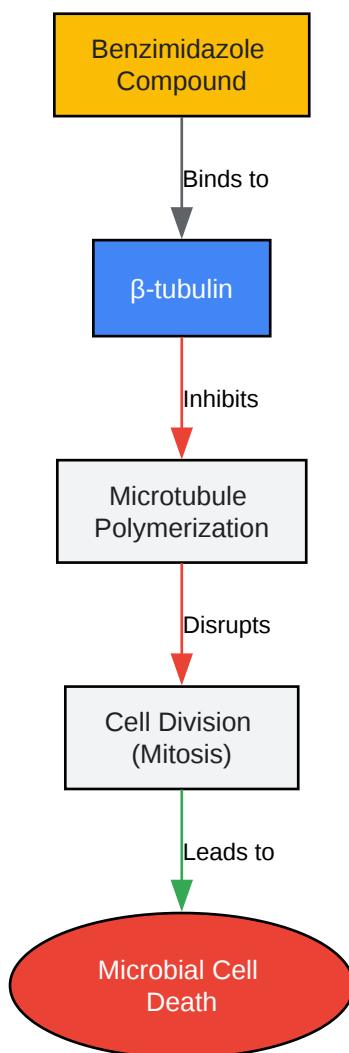 Benzimidazole
Compound
Binds to
β-tubulin
Inhibits
Microtubule
Polymerization
Disrupts
Cell Division
(Mitosis)
Leads to
Microbial Cell
Death